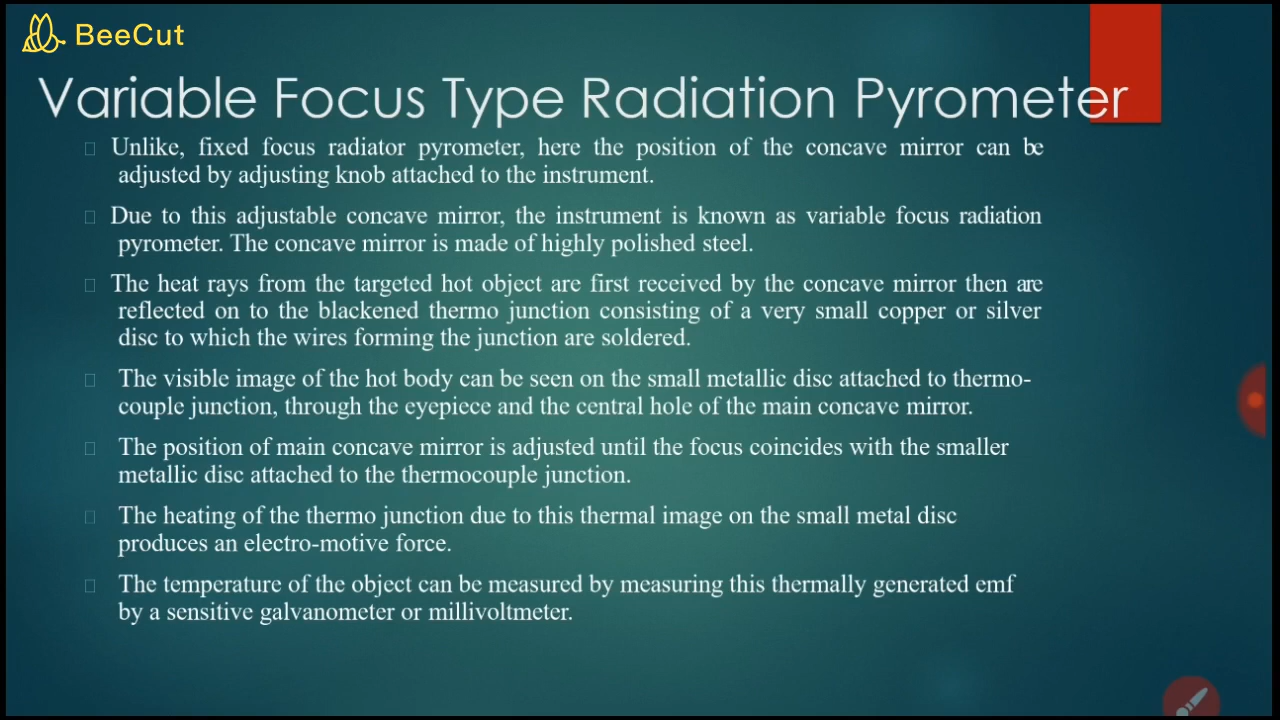 BeeCut
Variable Focus Type Radiation Pyrometer
Unlike, fixed focus radiator pyrometer, here the position of the concave mirror can be
adjusted by adjusting knob attached to the instrument.
Due to this adjustable concave mirror, the instrument is known as variable focus radiation
pyrometer. The concave mirror is made of highly polished steel.
The heat rays from the targeted hot object are first received by the concave mirror then are
reflected on to the blackened thermo junction consisting of a very small copper or silver
disc to which the wires forming the junction are soldered.
The visible image of the hot body can be seen on the small metallic disc attached to thermo-
couple junction, through the eyepiece and the central hole of the main concave mirror.
The position of main concave mirror is adjusted until the focus coincides with the smaller
metallic disc attached to the thermocouple junction.
The heating of the thermo junction due to this thermal image on the small metal disc
produces an electro-motive force.
The temperature of the object can be measured by measuring this thermally generated emf
by a sensitive galvanometer or millivoltmeter.